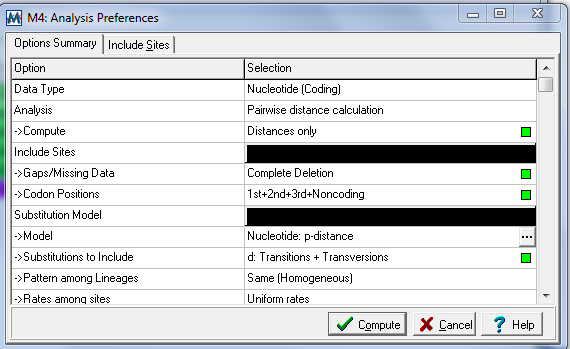 M4: Analysis Preferences
Options Summary Include Sites
Option Selection
Data Type Nucleotide (Coding)
Analysis Pairwise distance calculation
->Compute Distances only
Include Sites
->Gaps/Missing Data Complete Deletion
->Codon Positions 1st+2nd+3rd+Noncoding
Substitution Model
->Model Nucleotide: p-distance ...
->Substitutions to Include d: Transitions + Transversions
->Pattern among Lineages Same (Homogeneous)
->Rates among sites Uniform rates
Compute Cancel ? Help